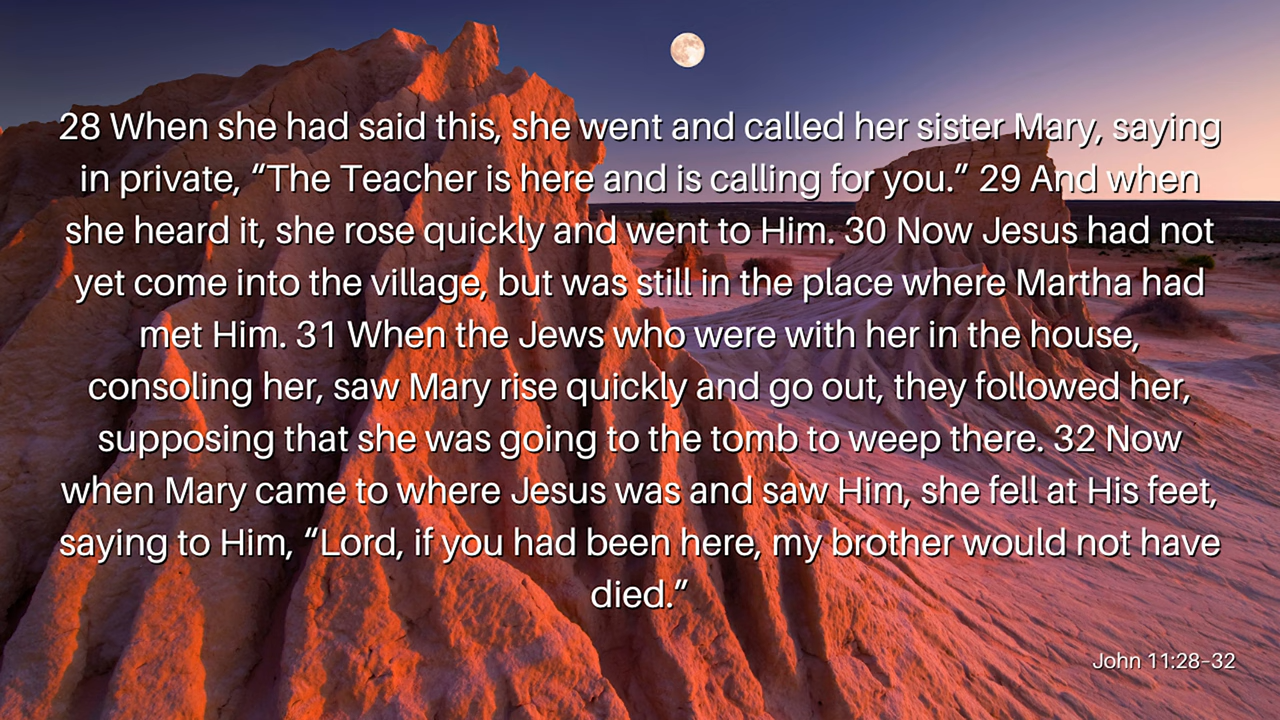 28 When she had said this, she went and called her sister Mary, saying
in private, “The Teacher is here and is calling for you.” 29 And when
she heard it, she rose quickly and went to Him. 30 Now Jesus had not
yet come into the village, but was still in the place where Martha had
met Him. 31 When the Jews who were with her in the house,
consoling her, saw Mary rise quickly and go out, they followed her,
supposing that she was going to the tomb to weep there. 32 Now
when Mary came to where Jesus was and saw Him, she fell at His feet,
saying to Him, “Lord, if you had been here, my brother would not have
died.”
John 11:28–32